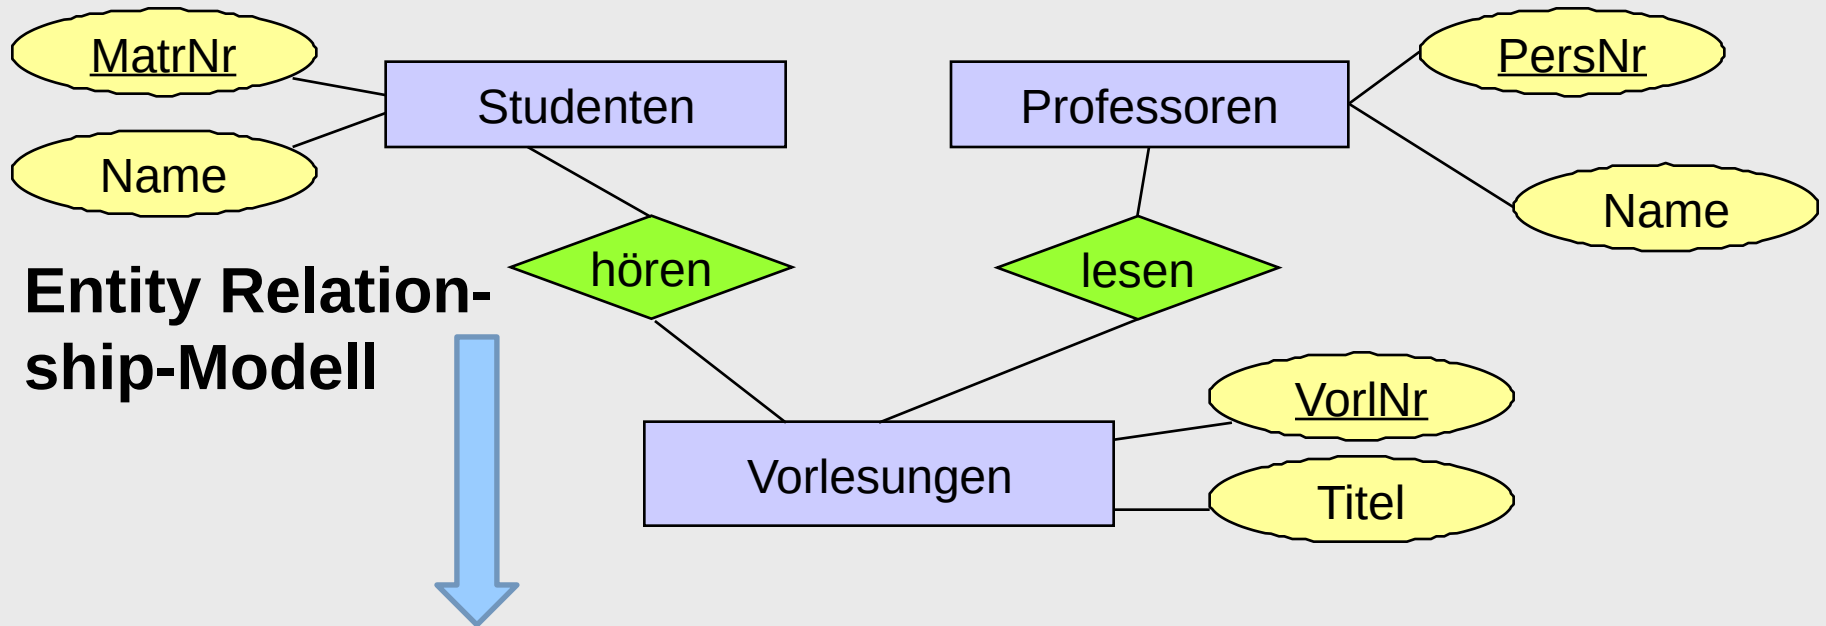 MatrNr
Studenten
Professoren
PersNr
Name
Name
hören
lesen
Entity Relation-
ship-Modell
VorlNr
Vorlesungen
Titel